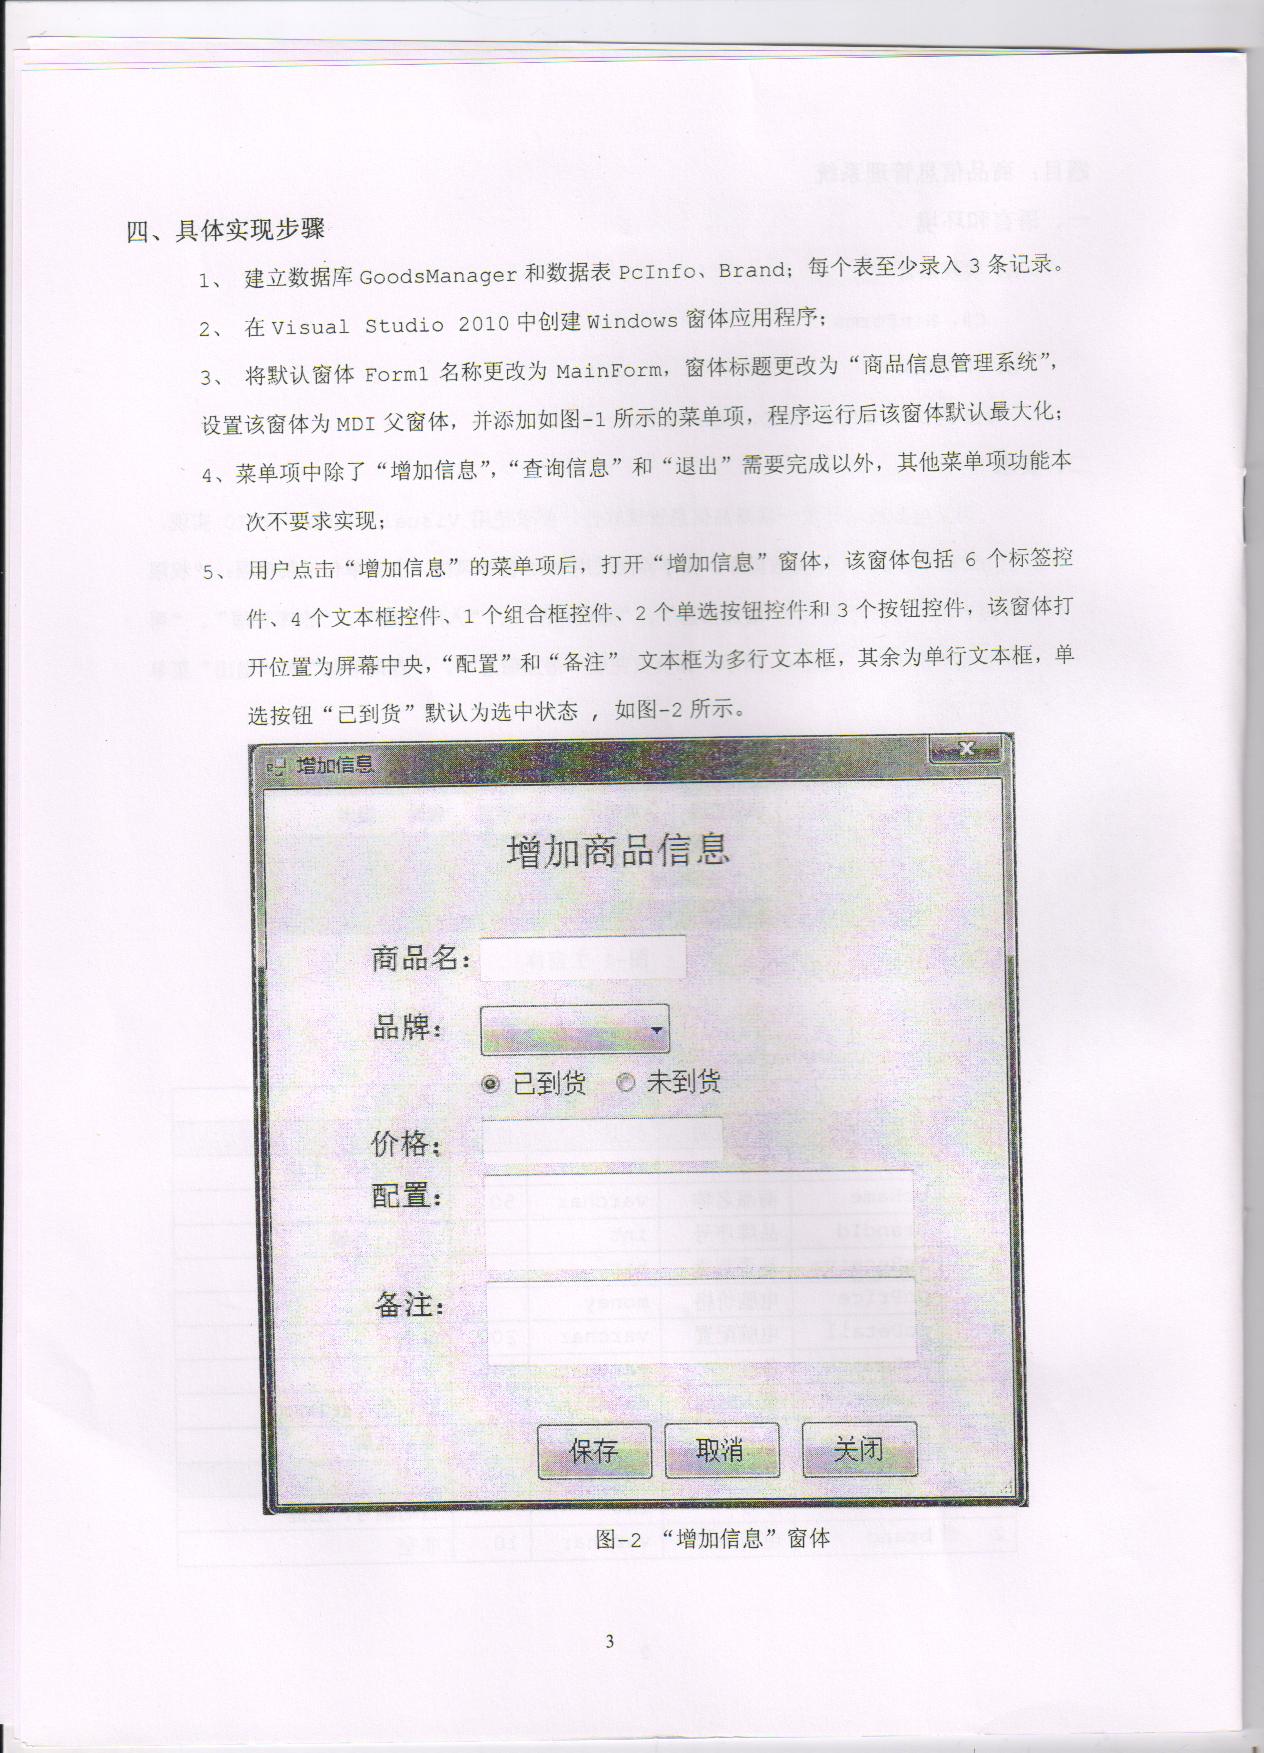 四、具体实现步骤
1、 建立数据库 GoodsManager 和数据表 PcInfo、Brand；每个表至少录入 3 条记录。
2、 在 Visual Studio 2010 中创建 Windows 窗体应用程序；
3、 将默认窗体 Form1 名称更改为 MainForm，窗体标题更改为“商品信息管理系统”，
设置该窗体为 MDI 父窗体，并添加如图-1 所示的菜单项，程序运行后该窗体默认最大化；
4、菜单项中除了“增加信息”，“查询信息”和“退出”需要完成以外，其他菜单项功能本
次不要求实现；
5、 用户点击“增加信息”的菜单项后，打开“增加信息”窗体，该窗体包括 6 个标签控
件、4 个文本框控件、1 个组合框控件、2 个单选按钮控件和 3 个按钮控件，该窗体打
开位置为屏幕中央，“配置”和“备注” 文本框为多行文本框，其余为单行文本框，单
选按钮“已到货”默认为选中状态 ，如图-2 所示。
增加信息
增加商品信息
商品名：
品牌：
已到货 未到货
价格：
配置：
备注：
保存 取消 关闭
图-2 “增加信息”窗体
3